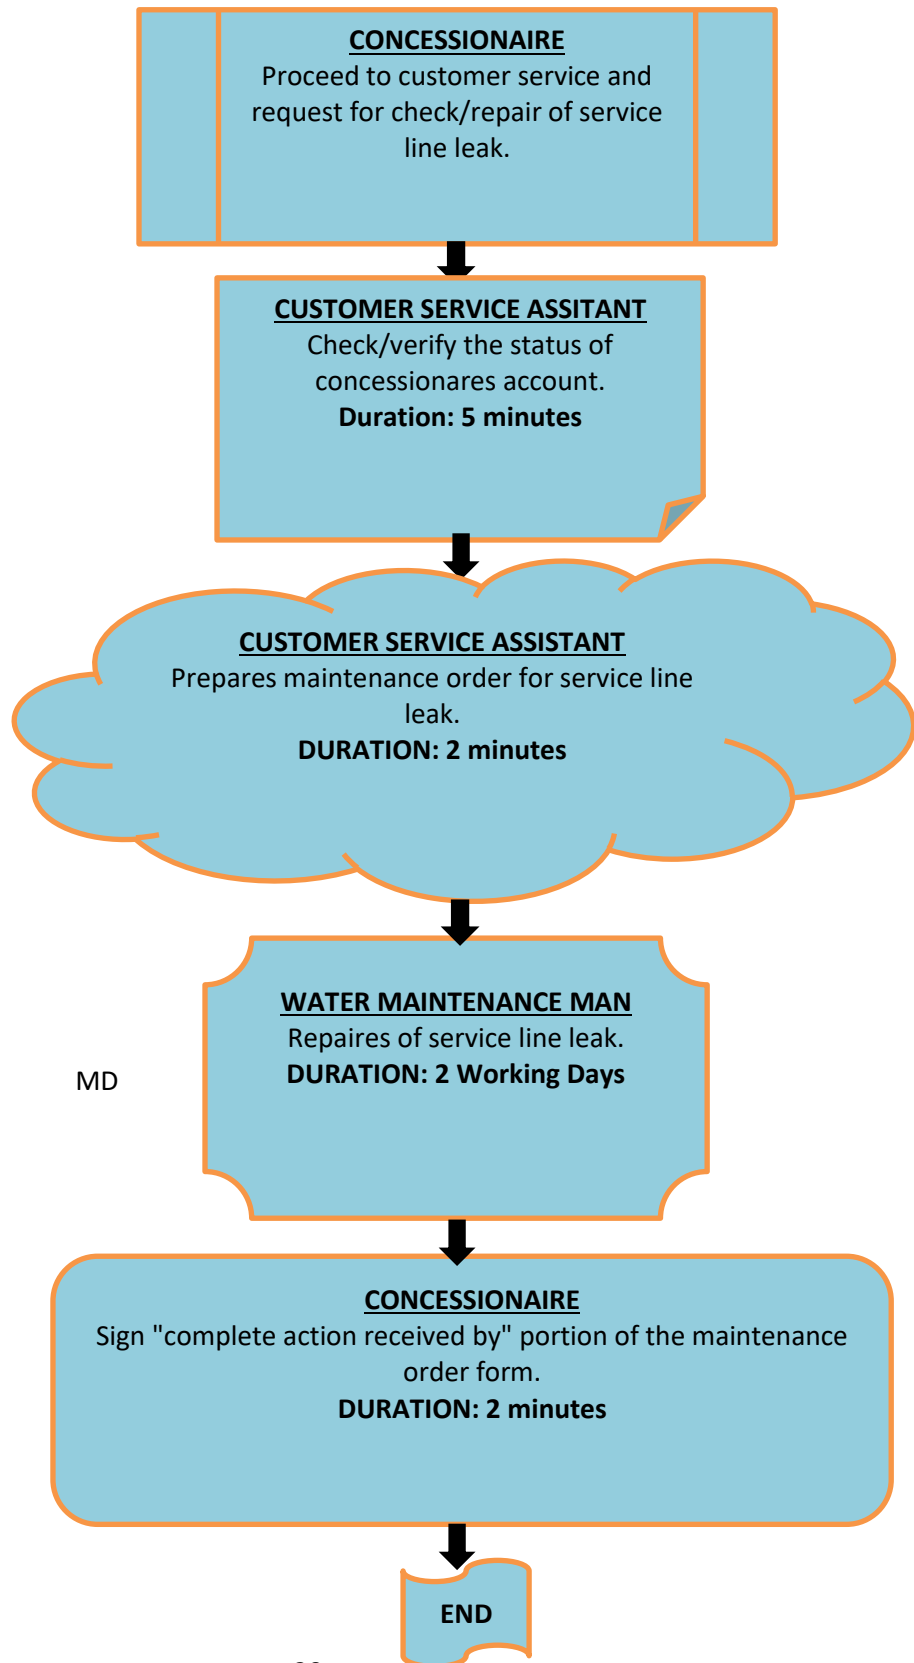 CONCESSIONAIRE
Proceed to customer service and
request for check/repair of service
line leak.
CUSTOMER SERVICE ASSITANT
Check/verify the status of
concessionares account.
Duration: 5 minutes
CUSTOMER SERVICE ASSISTANT
Prepares maintenance order for service line
leak.
DURATION: 2 minutes
WATER MAINTENANCE MAN
Repaires of service line leak.
DURATION: 2 Working Days
MD
CONCESSIONAIRE
Sign "complete action received by" portion of the maintenance
order form.
DURATION: 2 minutes
END